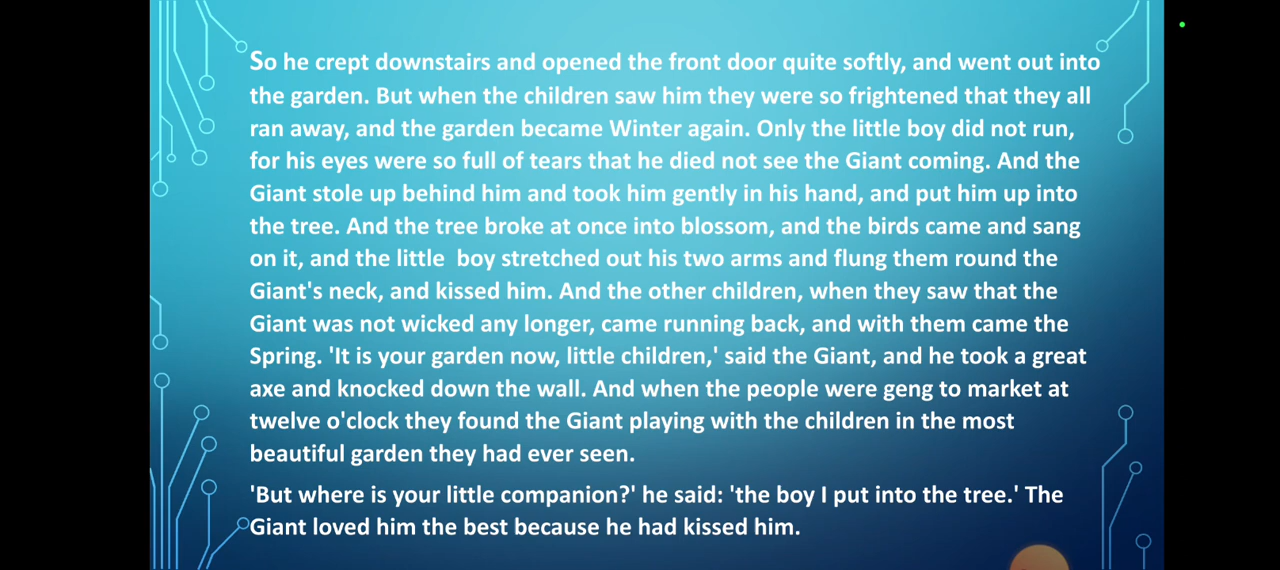 So he crept downstairs and opened the front door quite softly, and went out into
the garden. But when the children saw him they were so frightened that they all
ran away, and the garden became Winter again. Only the little boy did not run,
for his eyes were so full of tears that he died not see the Giant coming. And the
Giant stole up behind him and took him gently in his hand, and put him up into
the tree. And the tree broke at once into blossom, and the birds came and sang
on it, and the little  boy stretched out his two arms and flung them round the
Giant's neck, and kissed him. And the other children, when they saw that the
Giant was not wicked any longer, came running back, and with them came the
Spring. 'It is your garden now, little children,' said the Giant, and he took a great
axe and knocked down the wall. And when the people were geng to market at
twelve o'clock they found the Giant playing with the children in the most
beautiful garden they had ever seen.
'But where is your little companion?' he said: 'the boy I put into the tree.' The
Giant loved him the best because he had kissed him.